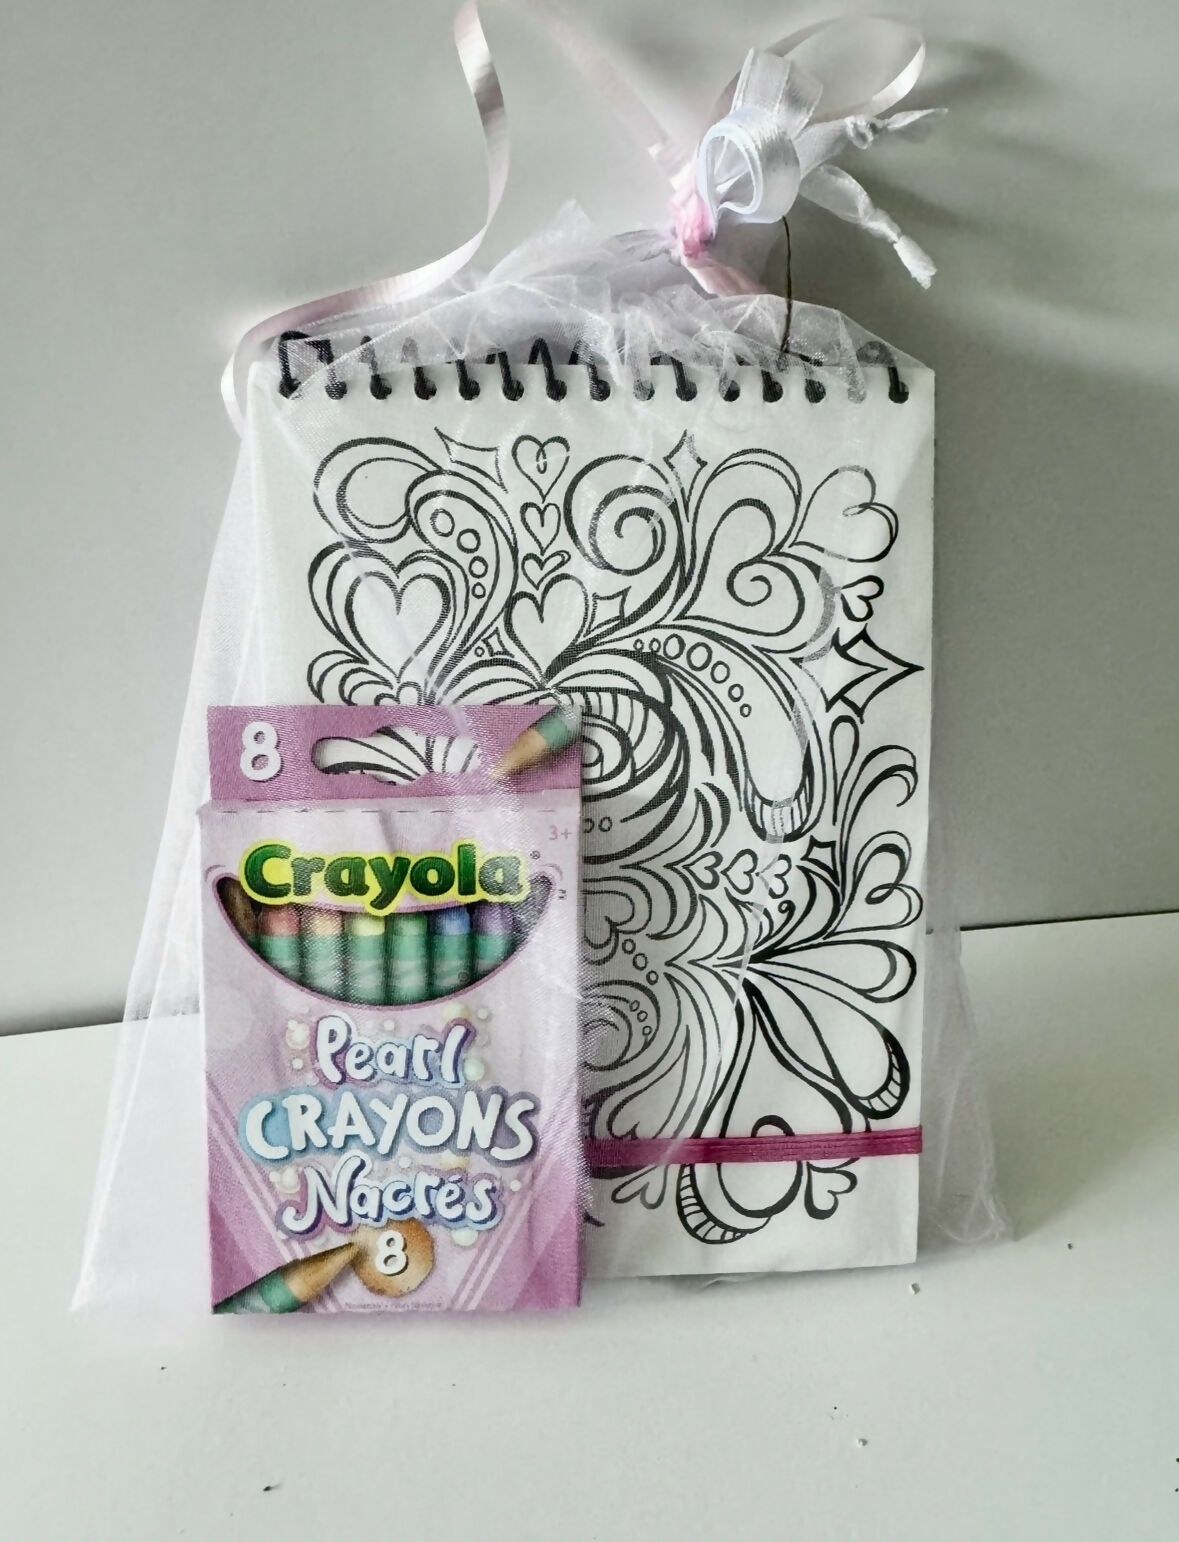 8
3+
Crayola
Pearl
CRAYONS
Nacrés
8